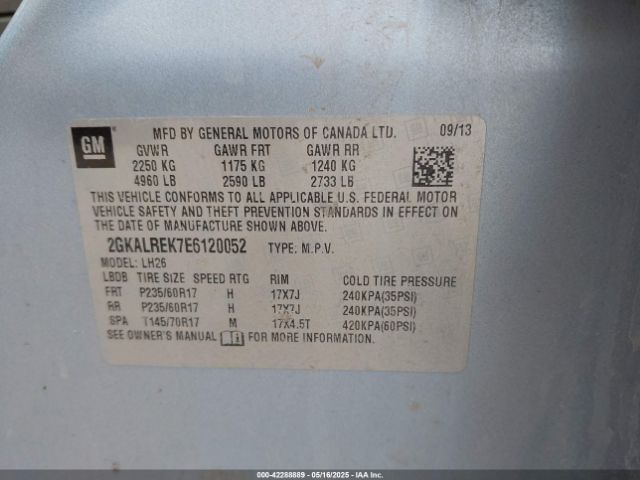 GM
MFD BY GENERAL MOTORS OF CANADA LTD. 09/13
GVWR GAWR FRT GAWR RR
2250 KG 1175 KG 1240 KG
4960 LB 2590 LB 2733 LB
THIS VEHICLE CONFORMS TO ALL APPLICABLE U.S. FEDERAL MOTOR
VEHICLE SAFETY AND THEFT PREVENTION STANDARDS IN EFFECT ON
THE DATE OF MANUFACTURE SHOWN ABOVE.
2GKALREK7E6120052 TYPE: M.P.V.
MODEL: LH26
LBDB TIRE SIZE SPEED RTG RIM COLD TIRE PRESSURE
FRT P235/60R17 H 17X7J 240KPA(35PSI)
RR P235/60R17 H 17X7J 240KPA(35PSI)
SPA T145/70R17 M 17X4.5T 420KPA(60PSI)
SEE OWNER'S MANUAL FOR MORE INFORMATION.
000-42288889 - 05/16/2025 - IAAI.COM